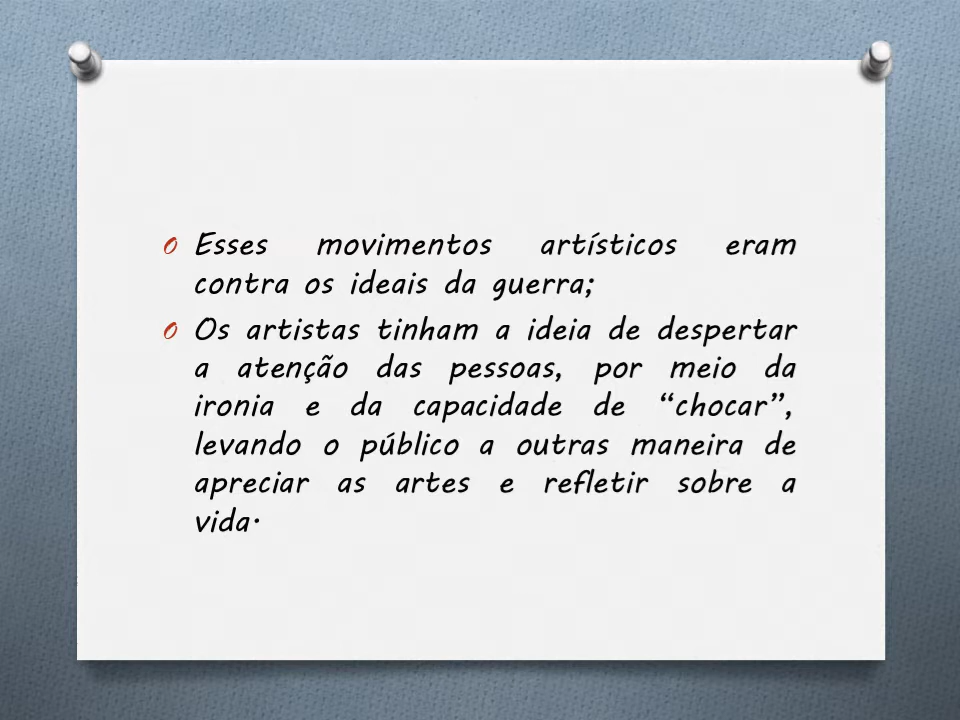 Esses movimentos artísticos eram
contra os ideais da guerra;
Os artistas tinham a ideia de despertar
a atenção das pessoas, por meio da
ironia e da capacidade de “chocar”,
levando o público a outras maneira de
apreciar as artes e refletir sobre a
vida.